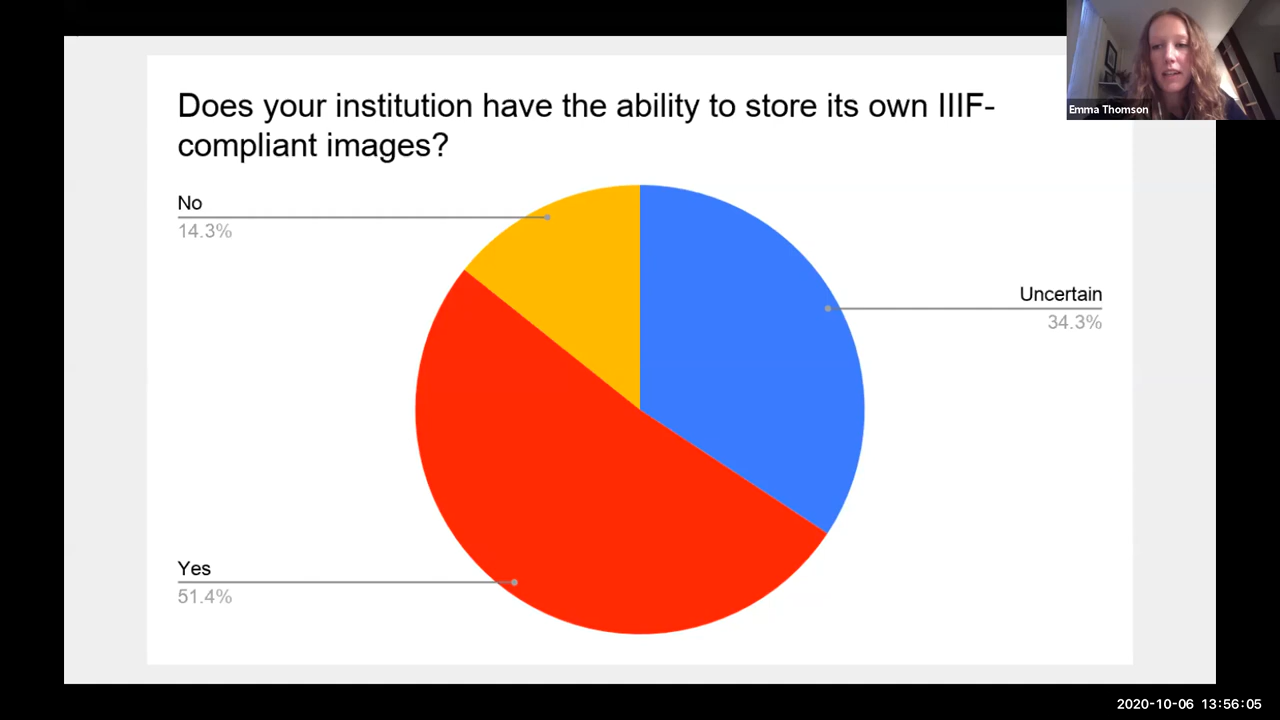 Does your institution have the ability to store its own IIIF-
compliant images?
Emma Thomson
No
14.3%
Uncertain
34.3%
Yes
51.4%
2020-10-06 13:56:05